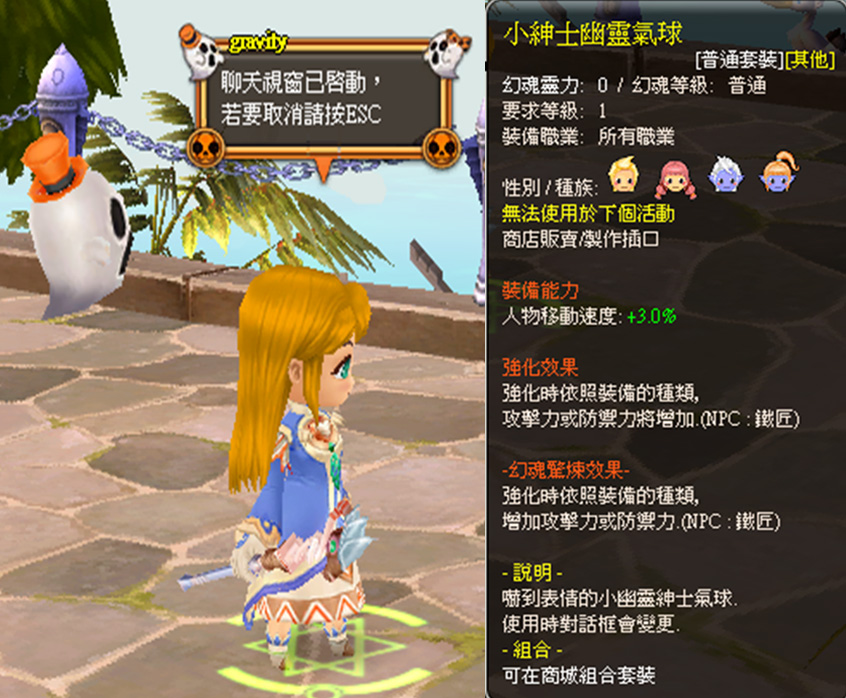 gravity
聊天視窗已啓動，
若要取消請按ESC
小紳士幽靈氣球
[普通套裝][其他]
幻魂靈力: 0 / 幻魂等級: 普通
要求等級: 1
裝備職業: 所有職業
性別 / 種族:
無法使用於下個活動
商店販賣/製作插口
裝備能力
人物移動速度: +3.0%
強化效果
強化時依照裝備的種類,
攻擊力或防禦力將增加.(NPC : 鐵匠)
-幻魂驚煉效果-
強化時依照裝備的種類,
增加攻擊力或防禦力.(NPC : 鐵匠)
- 說明 -
嚇到表情的小幽靈紳士氣球.
使用時對話框會變更.
- 組合 -
可在商城組合套裝